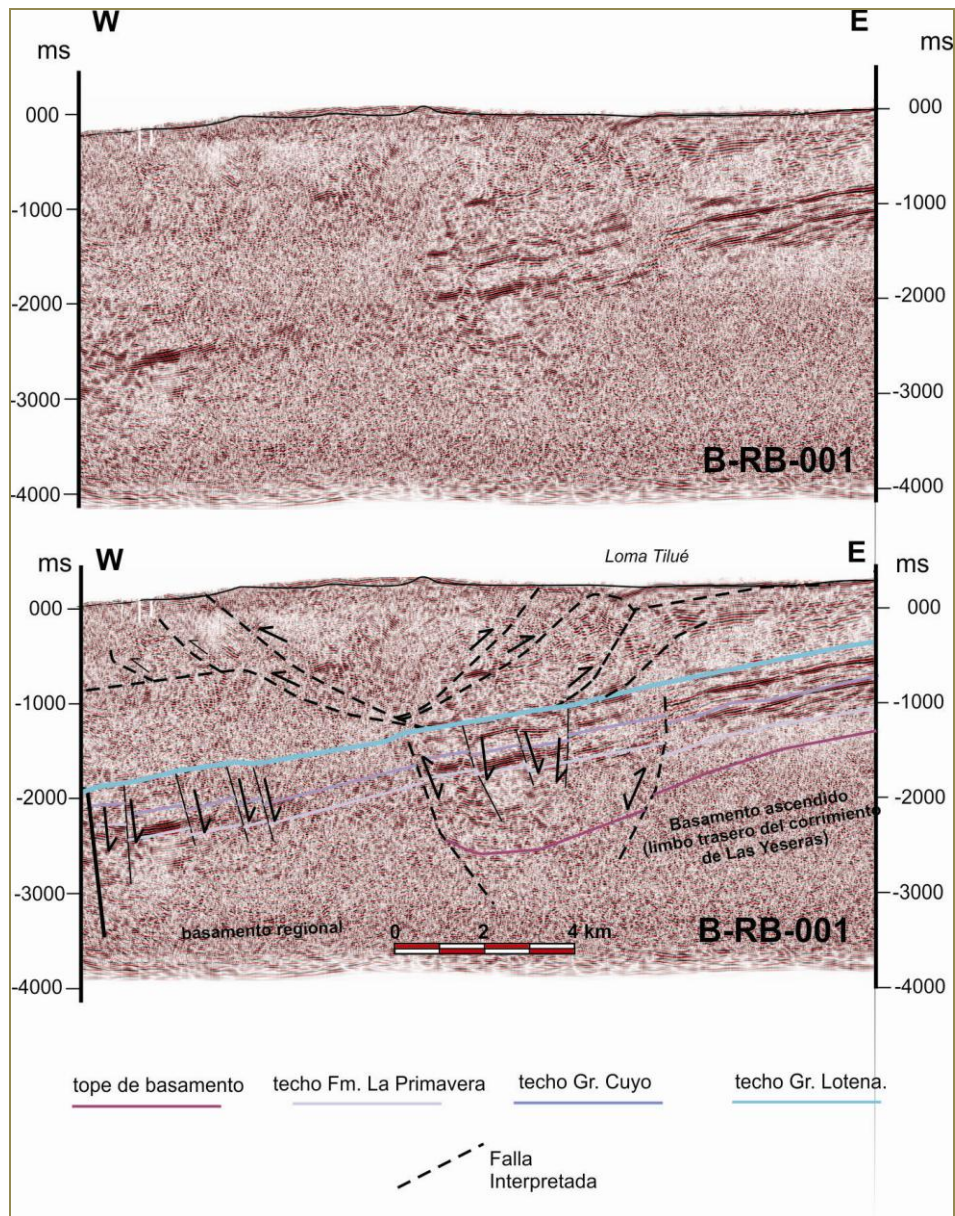 W
E
ms
ms
000
000
-1000
-1000
-2000
-2000
-3000
-3000
-4000
-4000
B-RB-001
W
Loma Tilué
E
ms
ms
000
000
-1000
-1000
-2000
-2000
-3000
-3000
-4000
-4000
Basamento ascendido
(limbo trasero del corrimiento
de Las Yeseras)
basamento regional
0
2
4 km
B-RB-001
tope de basamento
techo Fm. La Primavera
techo Gr. Cuyo
techo Gr. Lotena.
Falla
Interpretada